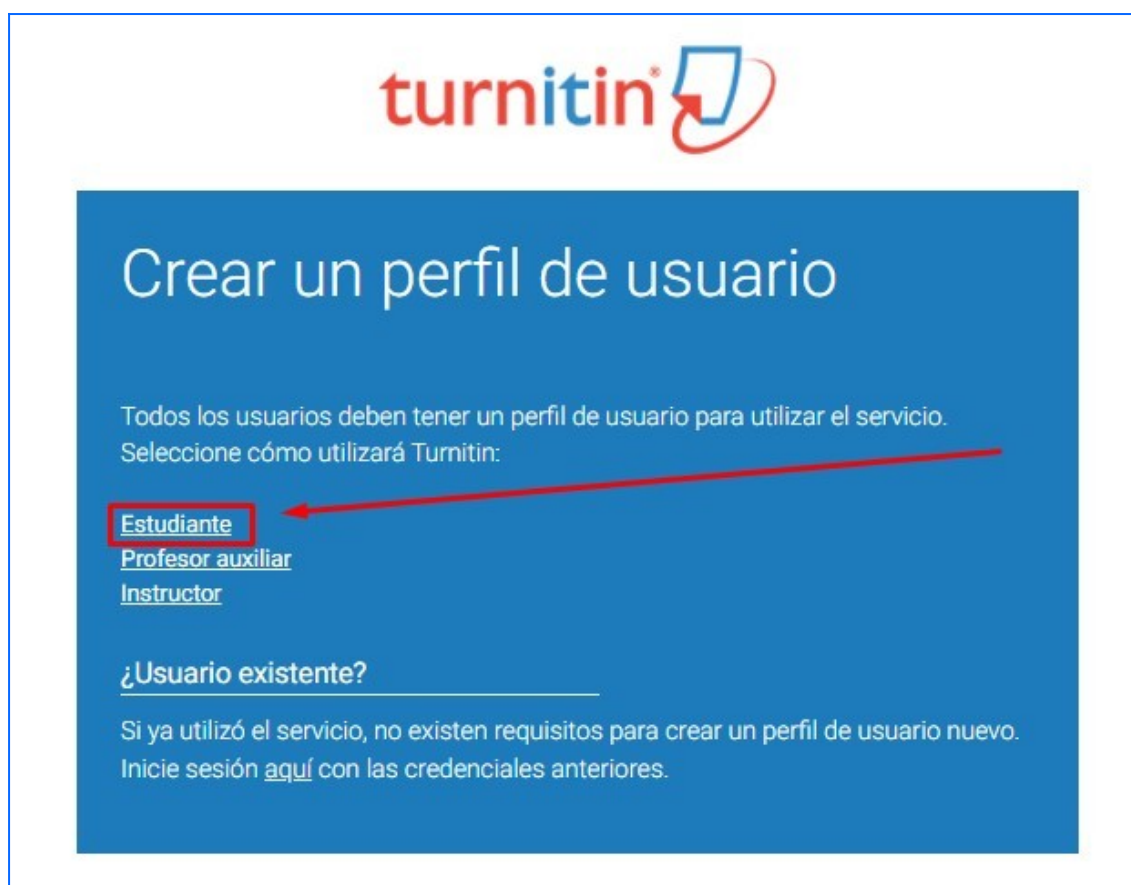 turnitin®
Crear un perfil de usuario
Todos los usuarios deben tener un perfil de usuario para utilizar el servicio.
Seleccione cómo utilizará Turnitin:
Estudiante
Profesor auxiliar
Instructor
¿Usuario existente?
Si ya utilizó el servicio, no existen requisitos para crear un perfil de usuario nuevo.
Inicie sesión aquí con las credenciales anteriores.